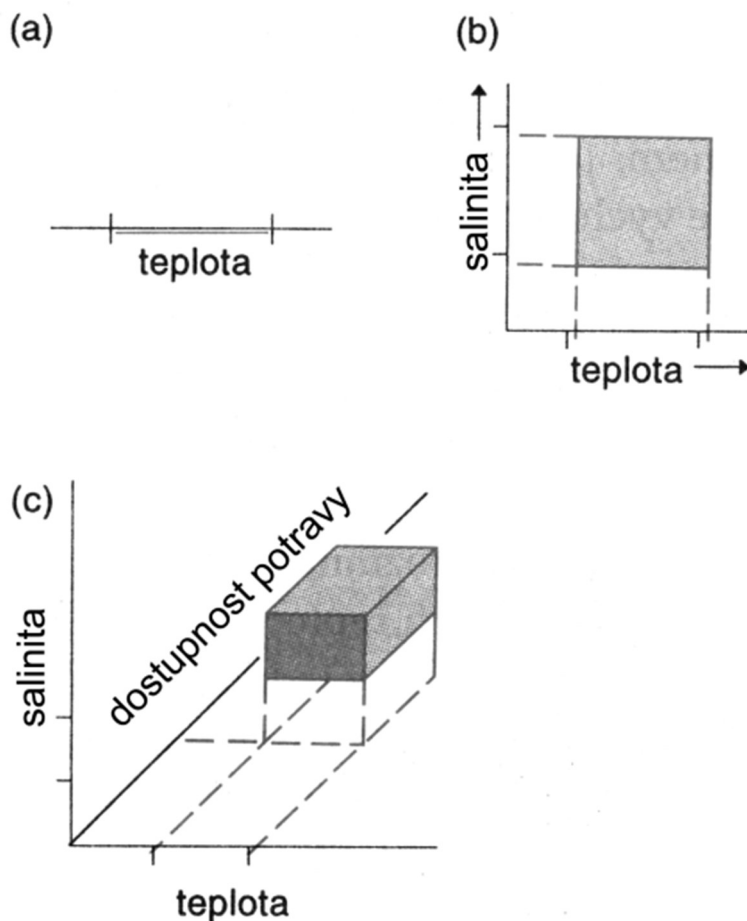 (a)
teplota
(b)
salinita
teplota
(c)
salinita
dostupnost potravy
teplota